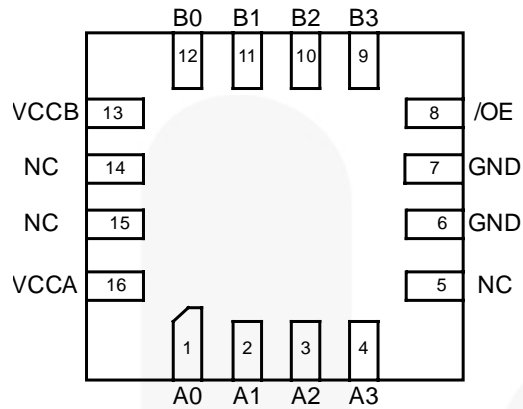 B0 B1 B2 B3
12 11 10 9
VCCB 13 8 /OE
NC 14 7 GND
NC 15 6 GND
VCCA 16 5 NC
1 2 3 4
A0 A1 A2 A3